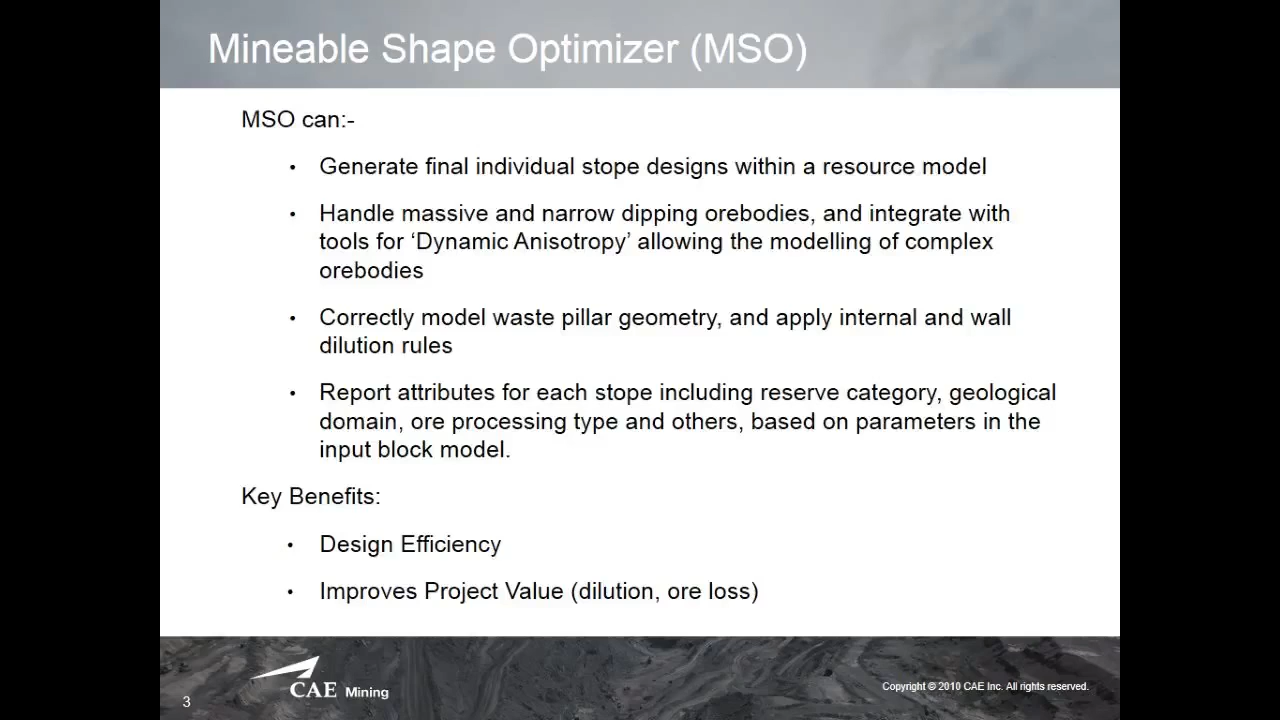 Mineable Shape Optimizer (MSO)
MSO can:-
• Generate final individual stope designs within a resource model
• Handle massive and narrow dipping orebodies, and integrate with
tools for ‘Dynamic Anisotropy’ allowing the modelling of complex
orebodies
• Correctly model waste pillar geometry, and apply internal and wall
dilution rules
• Report attributes for each stope including reserve category, geological
domain, ore processing type and others, based on parameters in the
input block model.
Key Benefits:
• Design Efficiency
• Improves Project Value (dilution, ore loss)
CAE Mining
Copyright © 2010 CAE Inc. All rights reserved.
3